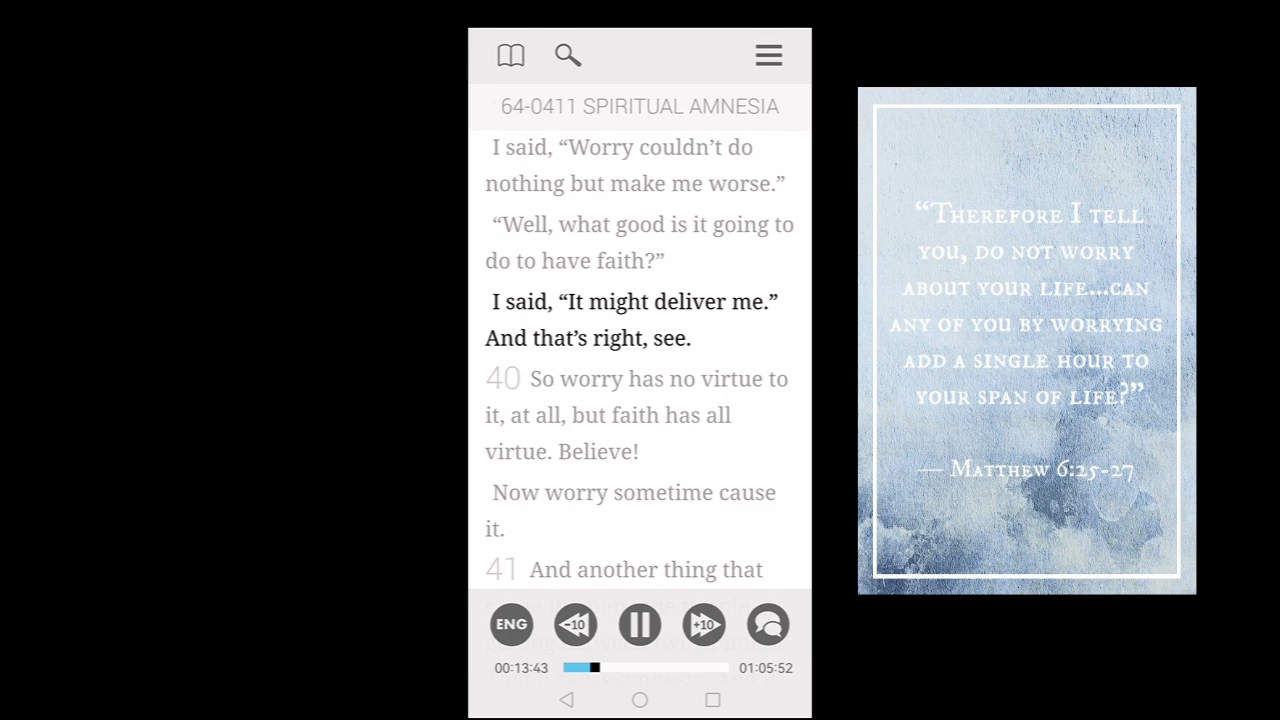 64-0411 SPIRITUAL AMNESIA
I said, “Worry couldn’t do
nothing but make me worse.”
“Well, what good is it going to
do to have faith?”
I said, “It might deliver me.”
And that’s right, see.
40 So worry has no virtue to
it, at all, but faith has all
virtue. Believe!
Now worry sometime cause
it.
41 And another thing that
ENG
-10
+10
00:13:43
01:05:52
“Therefore I tell
you, do not worry
about your life...can
any of you by worrying
add a single hour to
your span of life?”
— Matthew 6:25-27